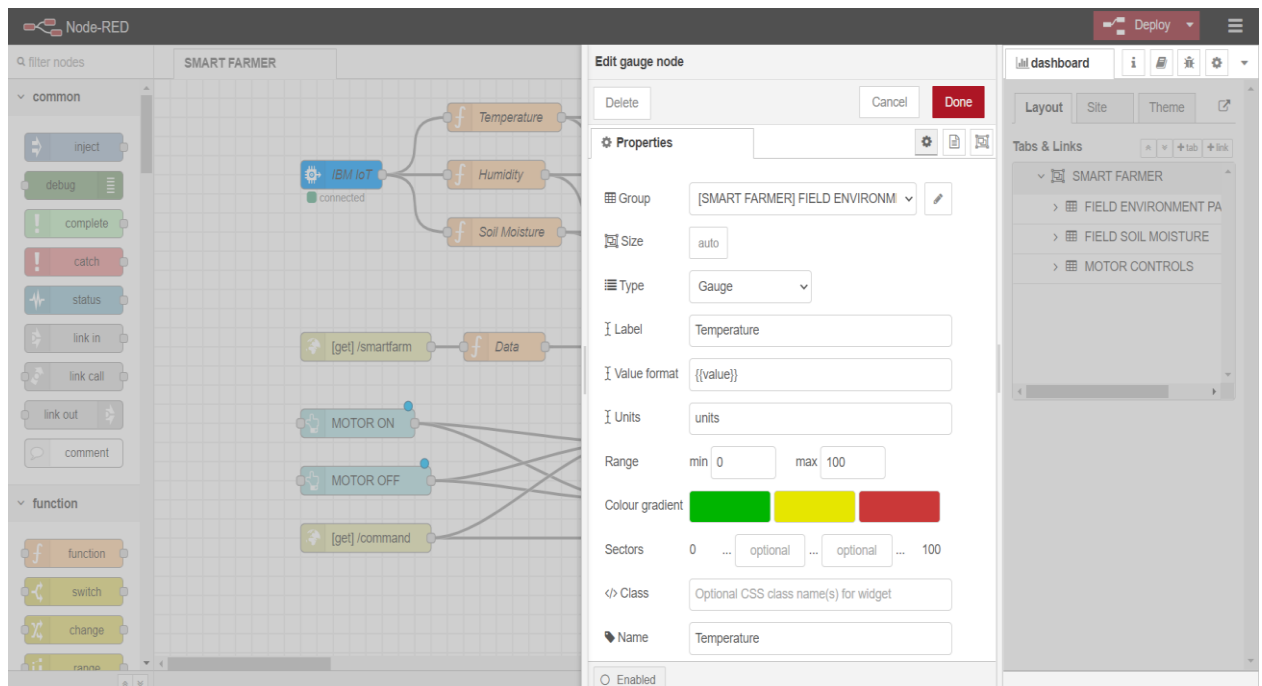 Node-RED
Deploy
filter nodes
SMART FARMER
Edit gauge node
dashboard
i
common
Delete
Cancel
Done
Layout
Site
Theme
inject
debug
complete
catch
status
link in
link call
link out
comment
function
function
switch
change
range
Temperature
IBM IoT
connected
Humidity
Soil Moisture
[get] /smartfarm
Data
MOTOR ON
MOTOR OFF
[get] /command
Properties
Group
[SMART FARMER] FIELD ENVIRONM
Size
auto
Type
Gauge
Label
Temperature
Value format
{{value}}
Units
units
Range
min 0
max 100
Colour gradient
Sectors
0 ... optional ... optional ... 100
</> Class
Optional CSS class name(s) for widget
Name
Temperature
Enabled
Tabs & Links
+tab
+link
SMART FARMER
FIELD ENVIRONMENT PA
FIELD SOIL MOISTURE
MOTOR CONTROLS